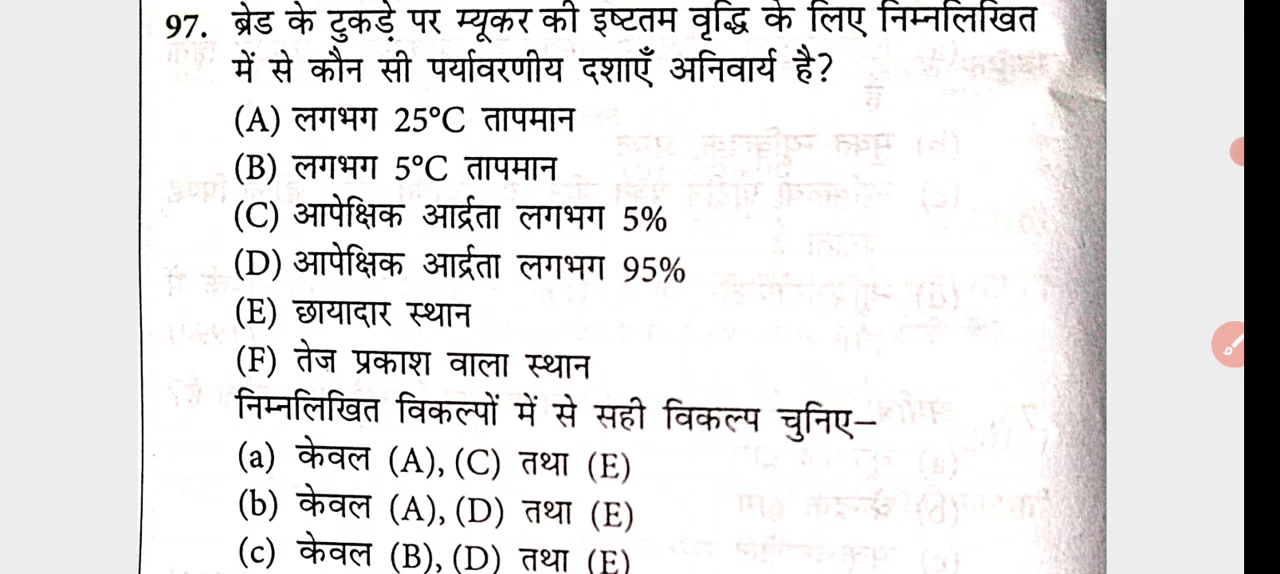 97. ब्रेड के टुकड़े पर म्यूकर की इष्टतम वृद्धि के लिए निम्नलिखित
में से कौन सी पर्यावरणीय दशाएँ अनिवार्य है?
(A) लगभग 25°C तापमान
(B) लगभग 5°C तापमान
(C) आपेक्षिक आर्द्रता लगभग 5%
(D) आपेक्षिक आर्द्रता लगभग 95%
(E) छायादार स्थान
(F) तेज प्रकाश वाला स्थान
निम्नलिखित विकल्पों में से सही विकल्प चुनिए–
(a) केवल (A), (C) तथा (E)
(b) केवल (A), (D) तथा (E)
(c) केवल (B), (D) तथा (E)